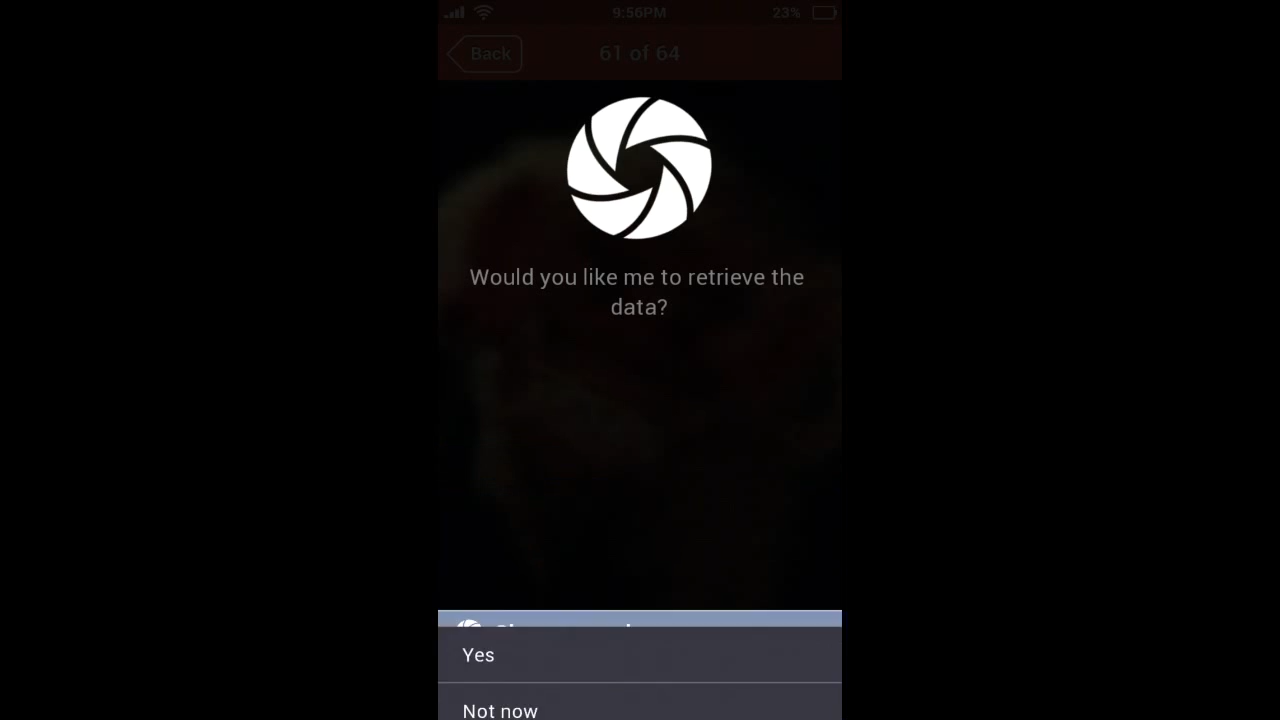 9:56PM
23%
Back
61 of 64
Would you like me to retrieve the
data?
Yes
Not now